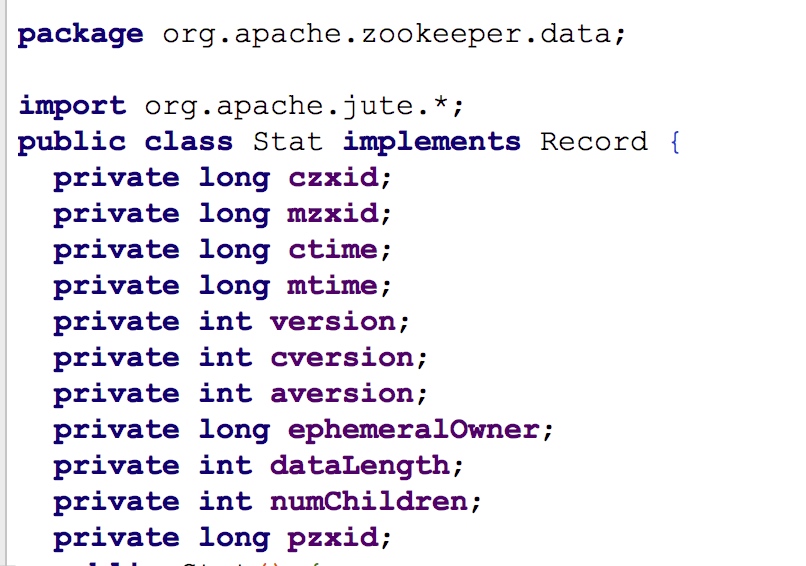 package org.apache.zookeeper.data;
import org.apache.jute.*;
public class Stat implements Record {
private long czxid;
private long mzxid;
private long ctime;
private long mtime;
private int version;
private int cversion;
private int aversion;
private long ephemeralOwner;
private int dataLength;
private int numChildren;
private long pzxid;
public Stat() {